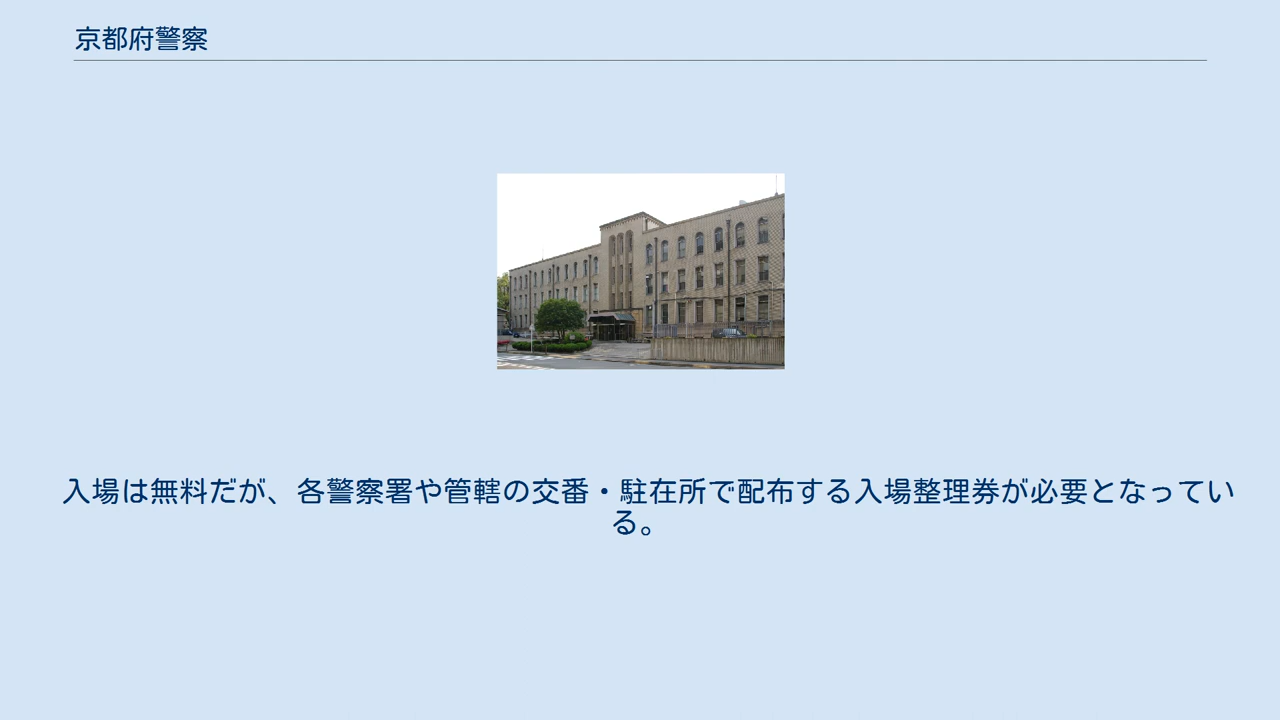 京都府警察
入場は無料だが、各警察署や管轄の交番・駐在所で配布する入場整理券が必要となってい
る。